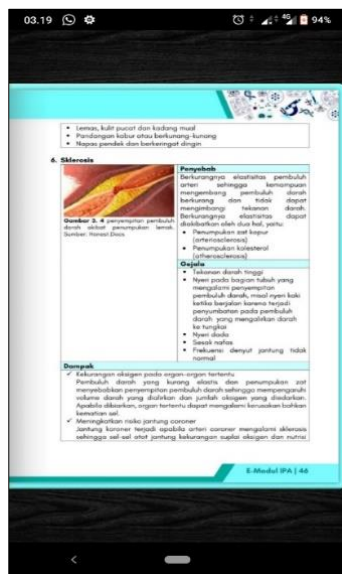 03.19
4G
94%
• Lemas, kulit pucat dan kadang mual
• Pandangan kabur atau berkunang-kunang
• Napas pendek dan berkeringat dingin
6. Sklerosis
Gambar 3. 4 penyempitan pembuluh
darah akibat penumpukan lemak.
Sumber:
Penyebab
Berkurangnya elastisitas pembuluh
arteri sehingga kemampuan
mengembang pembuluh darah
berkurang dan tidak dapat
mengimbangi tekanan darah.
Berkurangnya elastisitas dapat
diakibatkan oleh dua hal, yaitu:
• Penumpukan zat kapur
(arteriosclerosis)
• Penumpukan kolesterol
(atherosclerosis)
Gejala
• Tekanan darah tinggi
• Nyeri pada bagian tubuh yang
mengalami penyempitan
pembuluh darah, misal nyeri kaki
ketika berjalan karena terjadi
penyumbatan pada pembuluh
darah yang mengalirkan darah
ke tungkai
• Nyeri dada
• Sesak nafas
• Frekuensi denyut jantung tidak
normal
Dampak
✓ Kekurangan oksigen pada organ-organ tertentu
Pembuluh darah yang kurang elastis dan penumpukan zat
menyebabkan penyempitan pembuluh darah sehingga mempengaruhi
volume darah yang dialirkan dan jumlah oksigen yang diedarkan.
Apabila dibiarkan, organ tertentu dapat mengalami kerusakan bahkan
kematian sel.
✓ Meningkatkan risiko jantung coroner
Jantung koroner terjadi apabila arteri coroner mengalami sklerosis
sehingga sel-sel otot jantung kekurangan suplai oksigen dan nutrisi
E-Modul IPA | 46